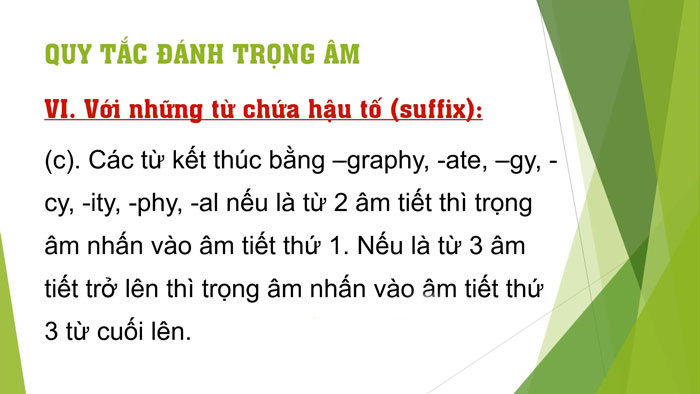 QUY TẮC ĐÁNH TRỌNG ÂM
VI. Với những từ chứa hậu tố (suffix):
(c). Các từ kết thúc bằng –graphy, -ate, –gy, -
cy, -ity, -phy, -al nếu là từ 2 âm tiết thì trọng
âm nhấn vào âm tiết thứ 1. Nếu là từ 3 âm
tiết trở lên thì trọng âm nhấn vào âm tiết thứ
3 từ cuối lên.